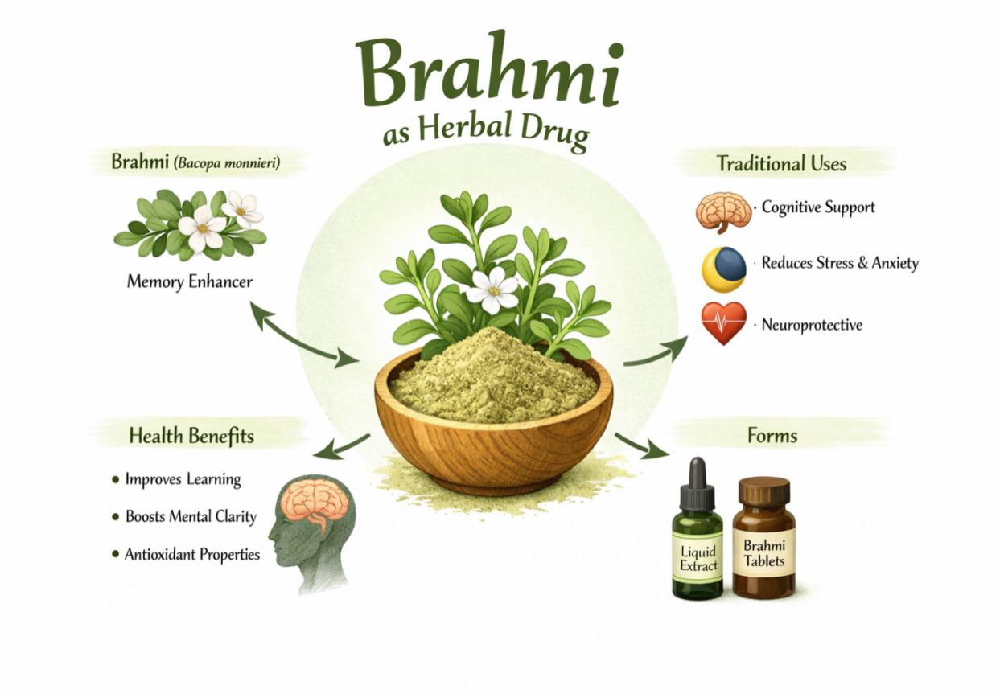 Brahmi
as Herbal Drug
Brahmi (Bacopa monnieri)
Memory Enhancer
Traditional Uses
· Cognitive Support
· Reduces Stress & Anxiety
· Neuroprotective
Health Benefits
• Improves Learning
• Boosts Mental Clarity
• Antioxidant Properties
Forms
Liquid
Extract
Brahmi
Tablets